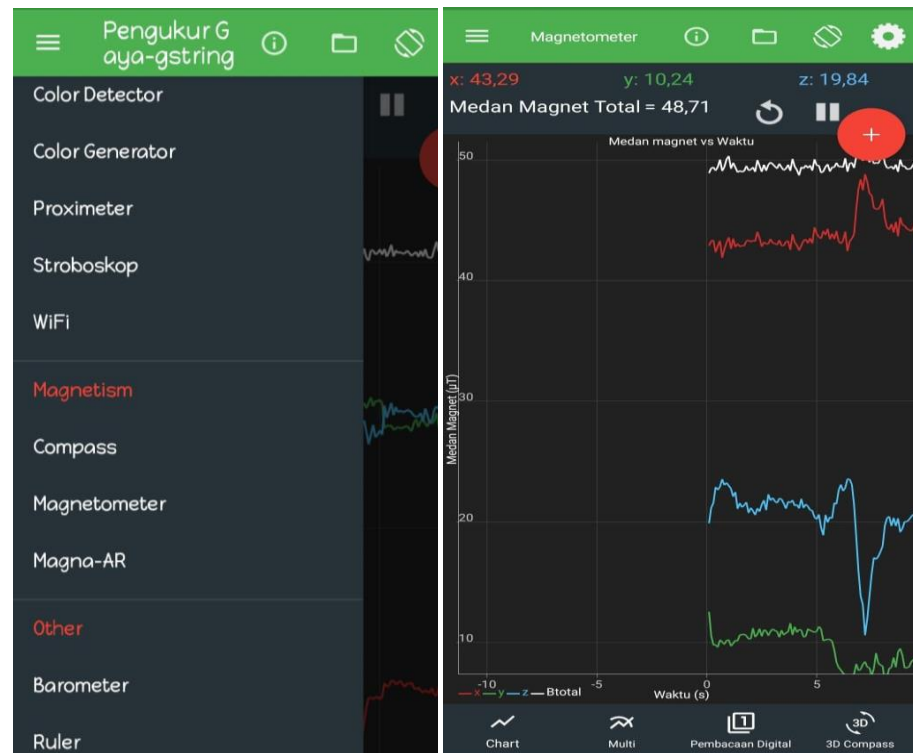 Pengukur G
aya-gstring
Color Detector
Color Generator
Proximeter
Stroboskop
WiFi
Magnetism
Compass
Magnetometer
Magna-AR
Other
Barometer
Ruler
Magnetometer
x: 43,29 y: 10,24 z: 19,84
Medan Magnet Total = 48,71
+
Medan magnet vs Waktu
50
40
30
20
10
Medan Magnet (μT)
-10 -5 0 5
x y z Btotal
Waktu (s)
1 3D
Chart Multi Pembacaan Digital 3D Compass